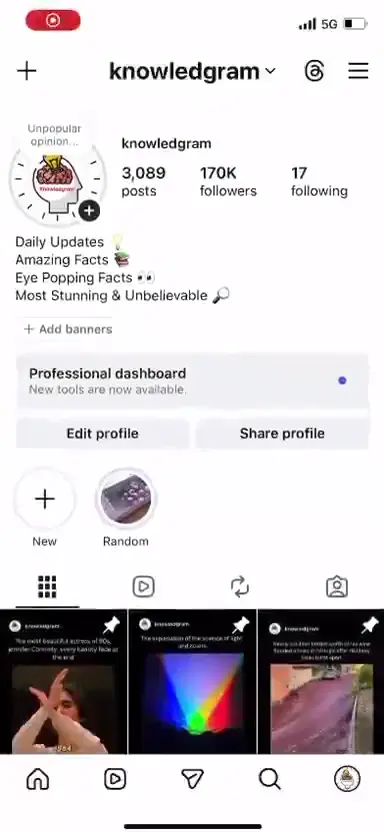 5G
knowledgram
Unpopular
opinion...
knowledgram
3,089
posts
170K
followers
17
following
Daily Updates 💡
Amazing Facts 📚
Eye Popping Facts 👀
Most Stunning & Unbelievable 🔎
+ Add banners
Professional dashboard
New tools are now available.
Edit profile
Share profile
New
Random
knowledgram
The most beautiful actress of 90s,
Jennifer Connelly, every battery fade at
the end
1984
knowledgram
The explanation of the science of light
and colors.
knowledgram